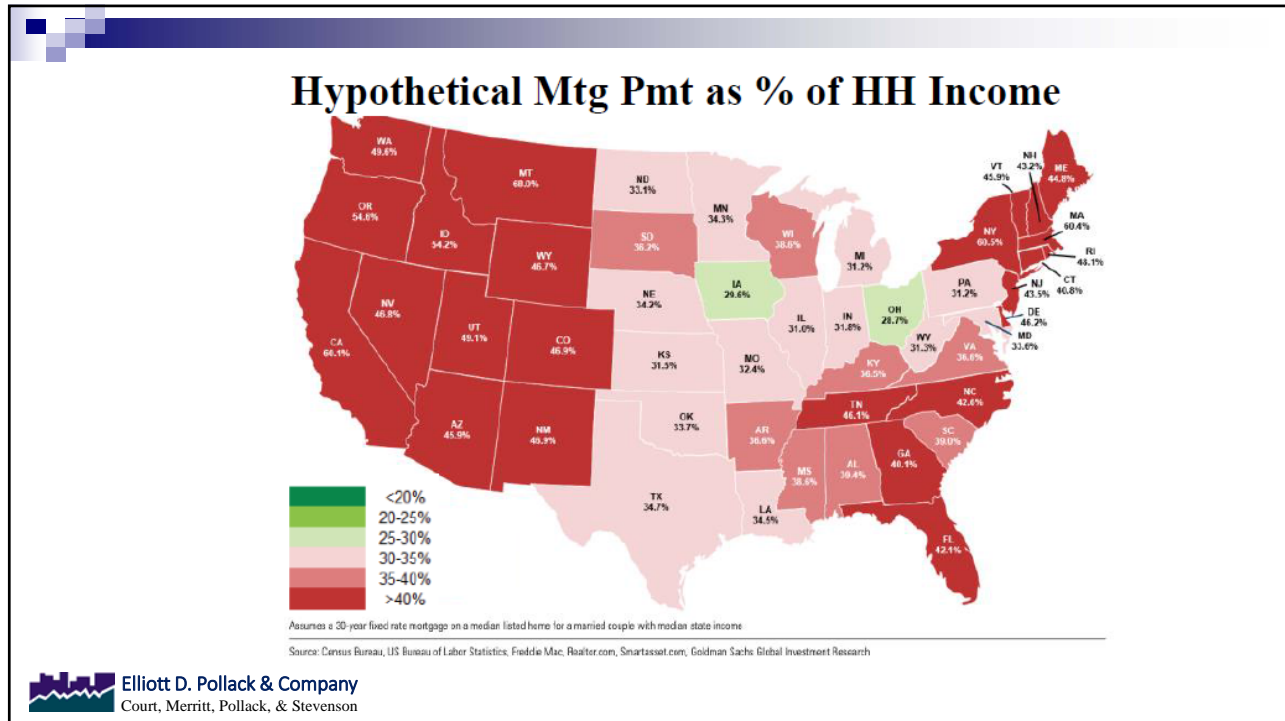 Hypothetical Mtg Pmt as % of HH Income
WA
49.6%
MT
60.0%
ND
33.1%
MN
34.3%
VT
45.9%
NH
43.2%
ME
44.8%
OR
54.8%
ID
54.2%
WY
46.7%
SD
36.2%
WI
38.6%
MI
31.2%
NY
60.5%
MA
60.4%
RI
48.1%
CT
40.8%
NJ
43.5%
DE
46.2%
MD
33.6%
PA
31.2%
NE
34.2%
IA
29.6%
IL
31.0%
IN
31.8%
OH
28.7%
WY
31.3%
VA
36.6%
NV
46.8%
UT
49.1%
CO
46.9%
CA
60.1%
KS
31.5%
MO
32.4%
KY
36.5%
NC
42.6%
TN
46.1%
AZ
45.9%
NM
46.9%
OK
33.7%
AR
36.6%
SC
39.0%
MS
38.6%
AL
39.4%
GA
40.1%
TX
34.7%
LA
34.5%
FL
42.1%
<20%
20-25%
25-30%
30-35%
35-40%
>40%
Assumes a 30-year fixed rate mortgage on a median listed home for a married couple with median state income
Source: Census Bureau, US Bureau of Labor Statistics, Freddie Mac, Realtor.com, Smartasset.com, Goldman Sachs Global Investment Research
Elliott D. Pollack & Company
Court, Merritt, Pollack, & Stevenson